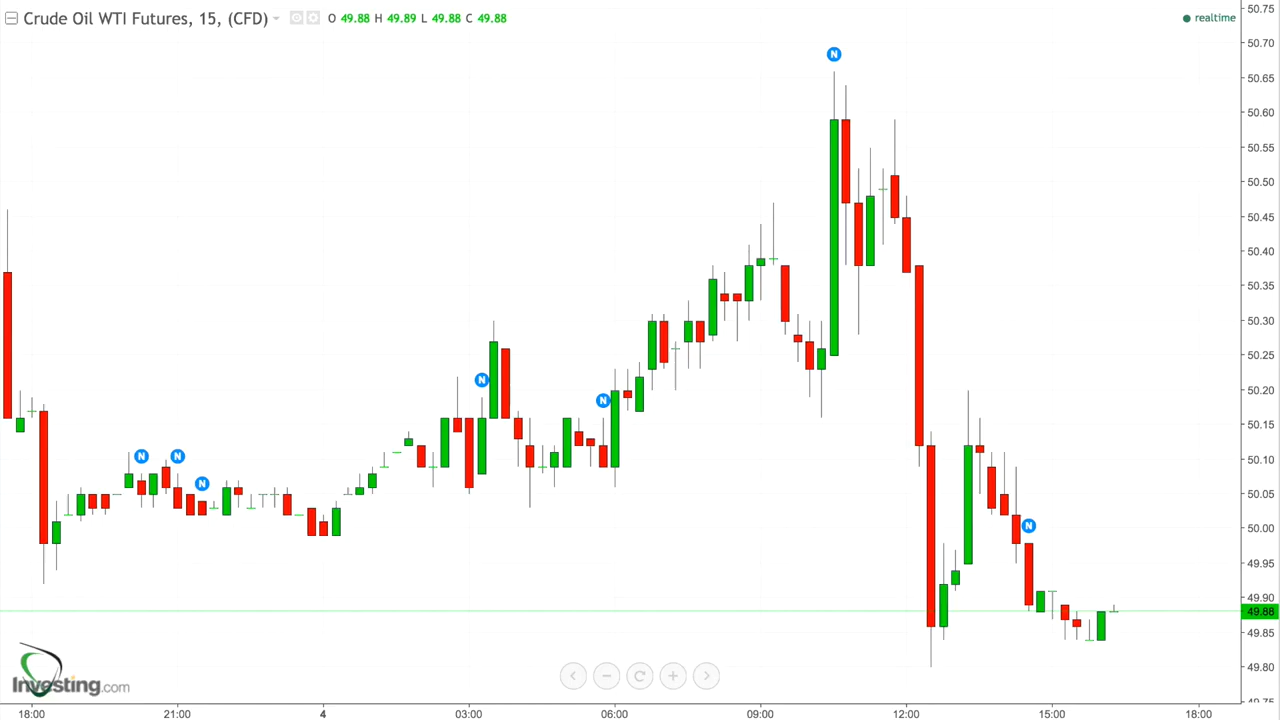 Crude Oil WTI Futures, 15, (CFD) O 49.88 H 49.89 L 49.88 C 49.88
realtime
50.75
50.70
50.65
50.60
50.55
50.50
50.45
50.40
50.35
50.30
50.25
50.20
50.15
50.10
50.05
50.00
49.95
49.90
49.88
49.85
49.80
49.75
N
N
N
N
N
N
N
Investing.com
18:00 21:00 4 03:00 06:00 09:00 12:00 15:00 18:00